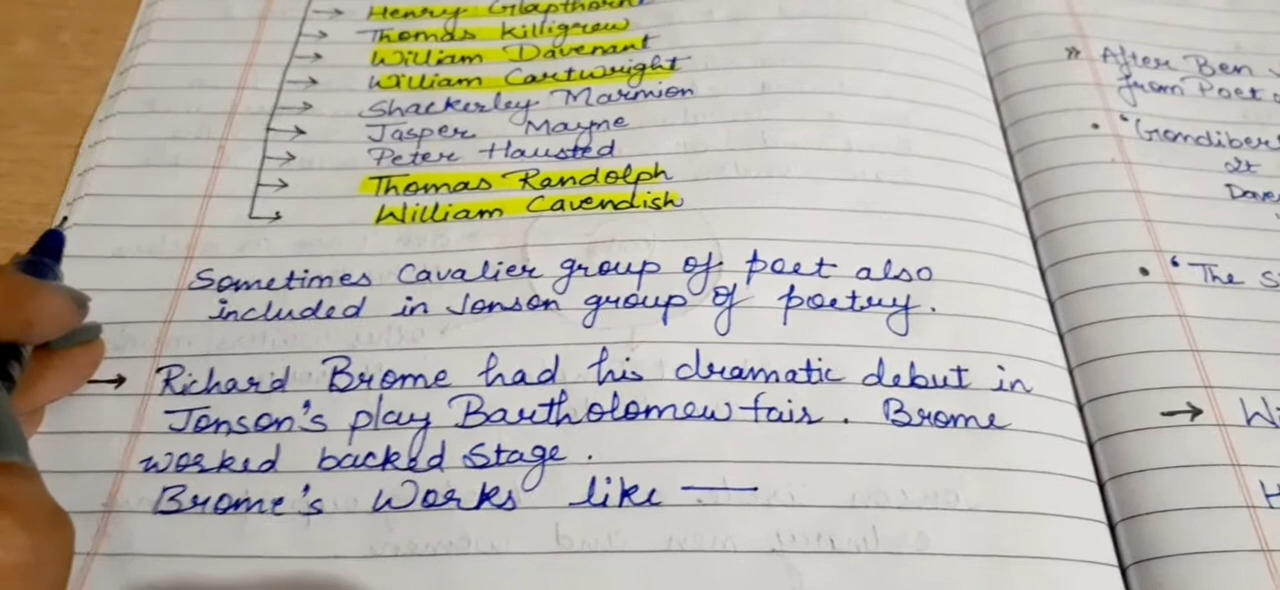 Henry Glapthorn
Thomas Killigrew
William Davenant
William Cartwright
Shackerley Marmion
Jasper Mayne
Peter Hausted
Thomas Randolph
William Cavendish
Sometimes Cavalier group of poet also
included in Jonson group of poetry.
→ Richard Brome had his dramatic debut in
Jonson's play Bartholomew fair. Brome
worked backed stage.
Brome's Works like —
» After Ben
from Poet
• "Gondiber
It
Dave
• "The S